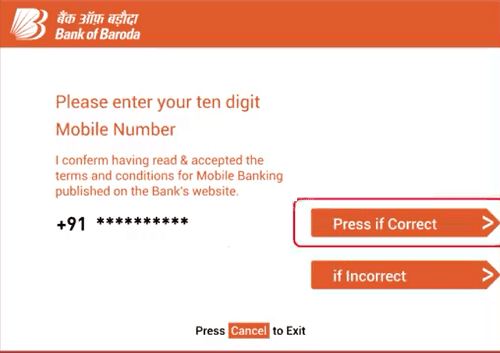 बैंक ऑफ़ बड़ौदा
Bank of Baroda
Please enter your ten digit
Mobile Number
I conferm having read & accepted the
terms and conditions for Mobile Banking
published on the Bank's website.
+91 **********
Press if Correct >
if Incorrect >
Press Cancel to Exit